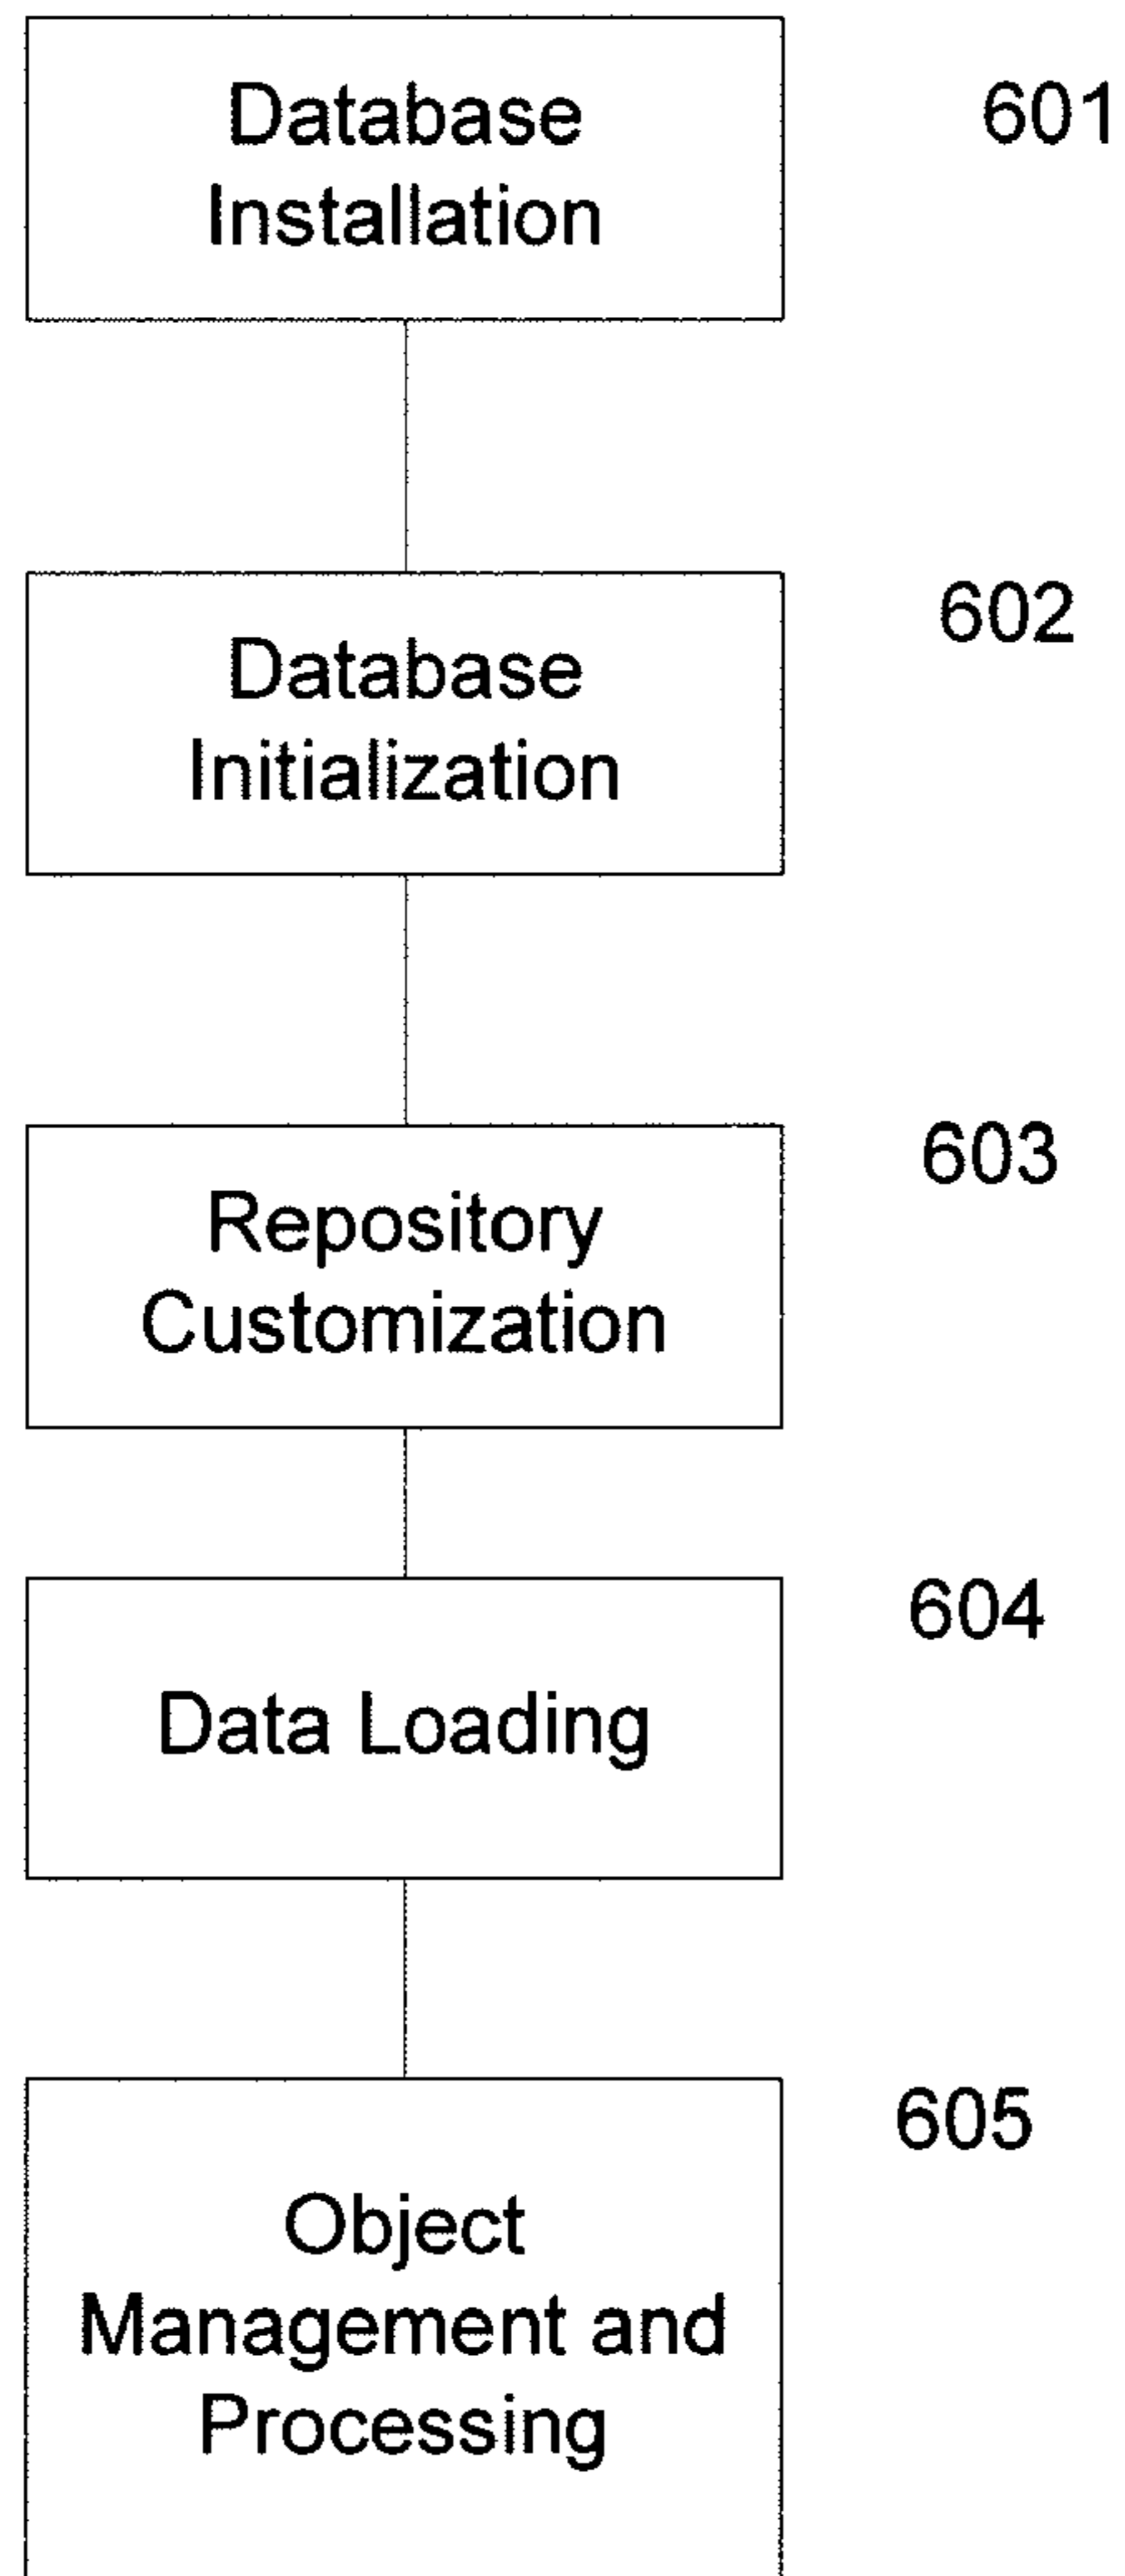 Database
Installation
601
Database
Initialization
602
Repository
Customization
603
Data Loading
604
Object
Management and
Processing
605